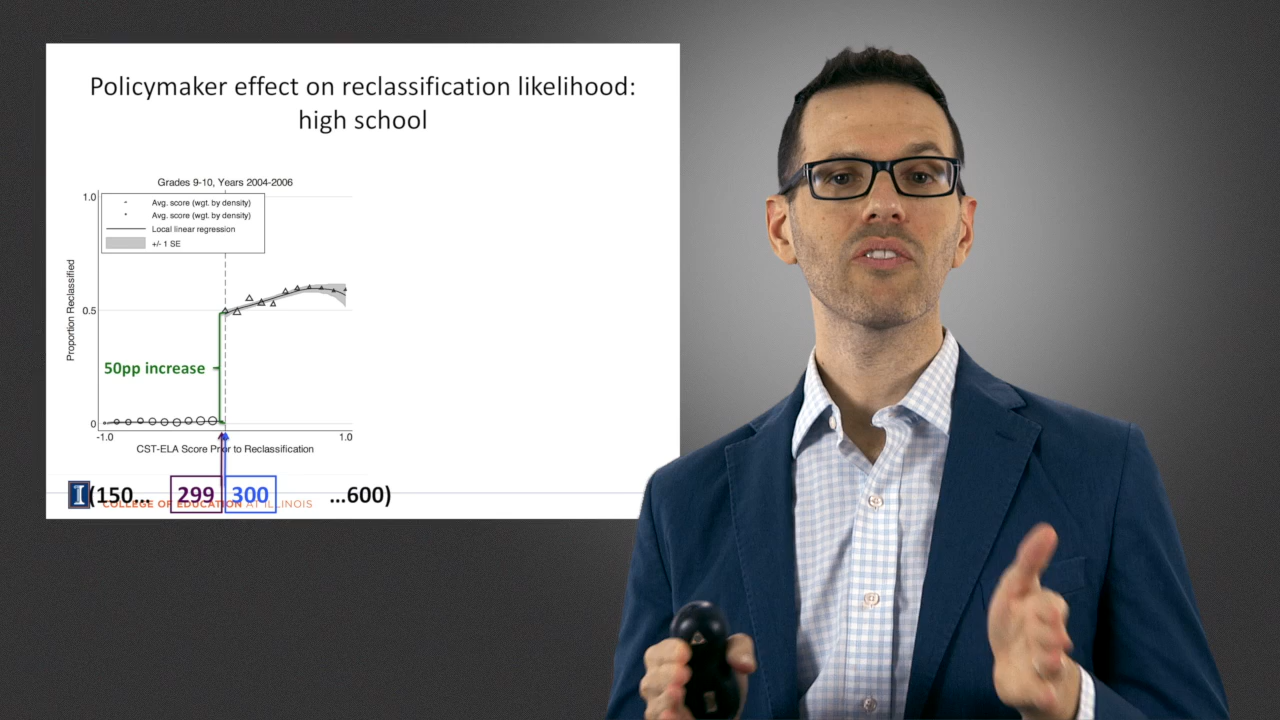 Policymaker effect on reclassification likelihood:
high school
Grades 9-10, Years 2004-2006
1.0
Avg. score (wgt. by density)
Avg. score (wgt. by density)
Local linear regression
+/- 1 SE
Proportion Reclassified
0.5
50pp increase
0
-1.0
1.0
CST-ELA Score Prior to Reclassification
I (150... 299 300 ...600)
COLLEGE OF EDUCATION AT ILLINOIS